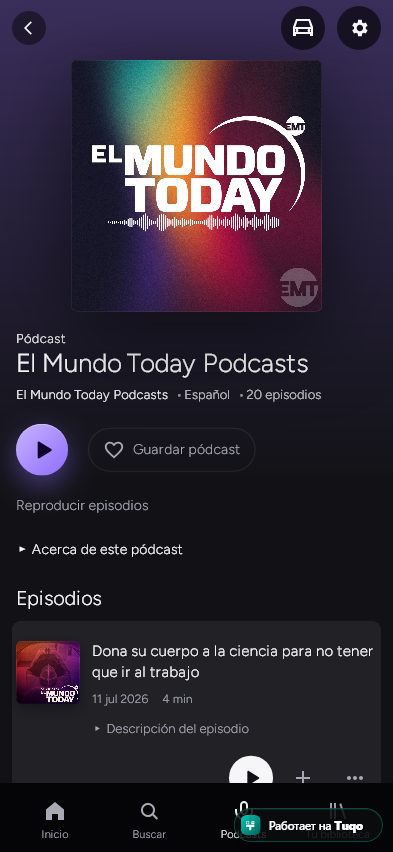 EMT
EL MUNDO
TODAY
EMT
Pódcast
El Mundo Today Podcasts
El Mundo Today Podcasts • Español • 20 episodios
Guardar pódcast
Reproducir episodios
Acerca de este pódcast
Episodios
Dona su cuerpo a la ciencia para no tener
que ir al trabajo
11 jul 2026 4 min
Descripción del episodio
MUNDO
TODAY
Inicio
Buscar
Работает на Tuqo